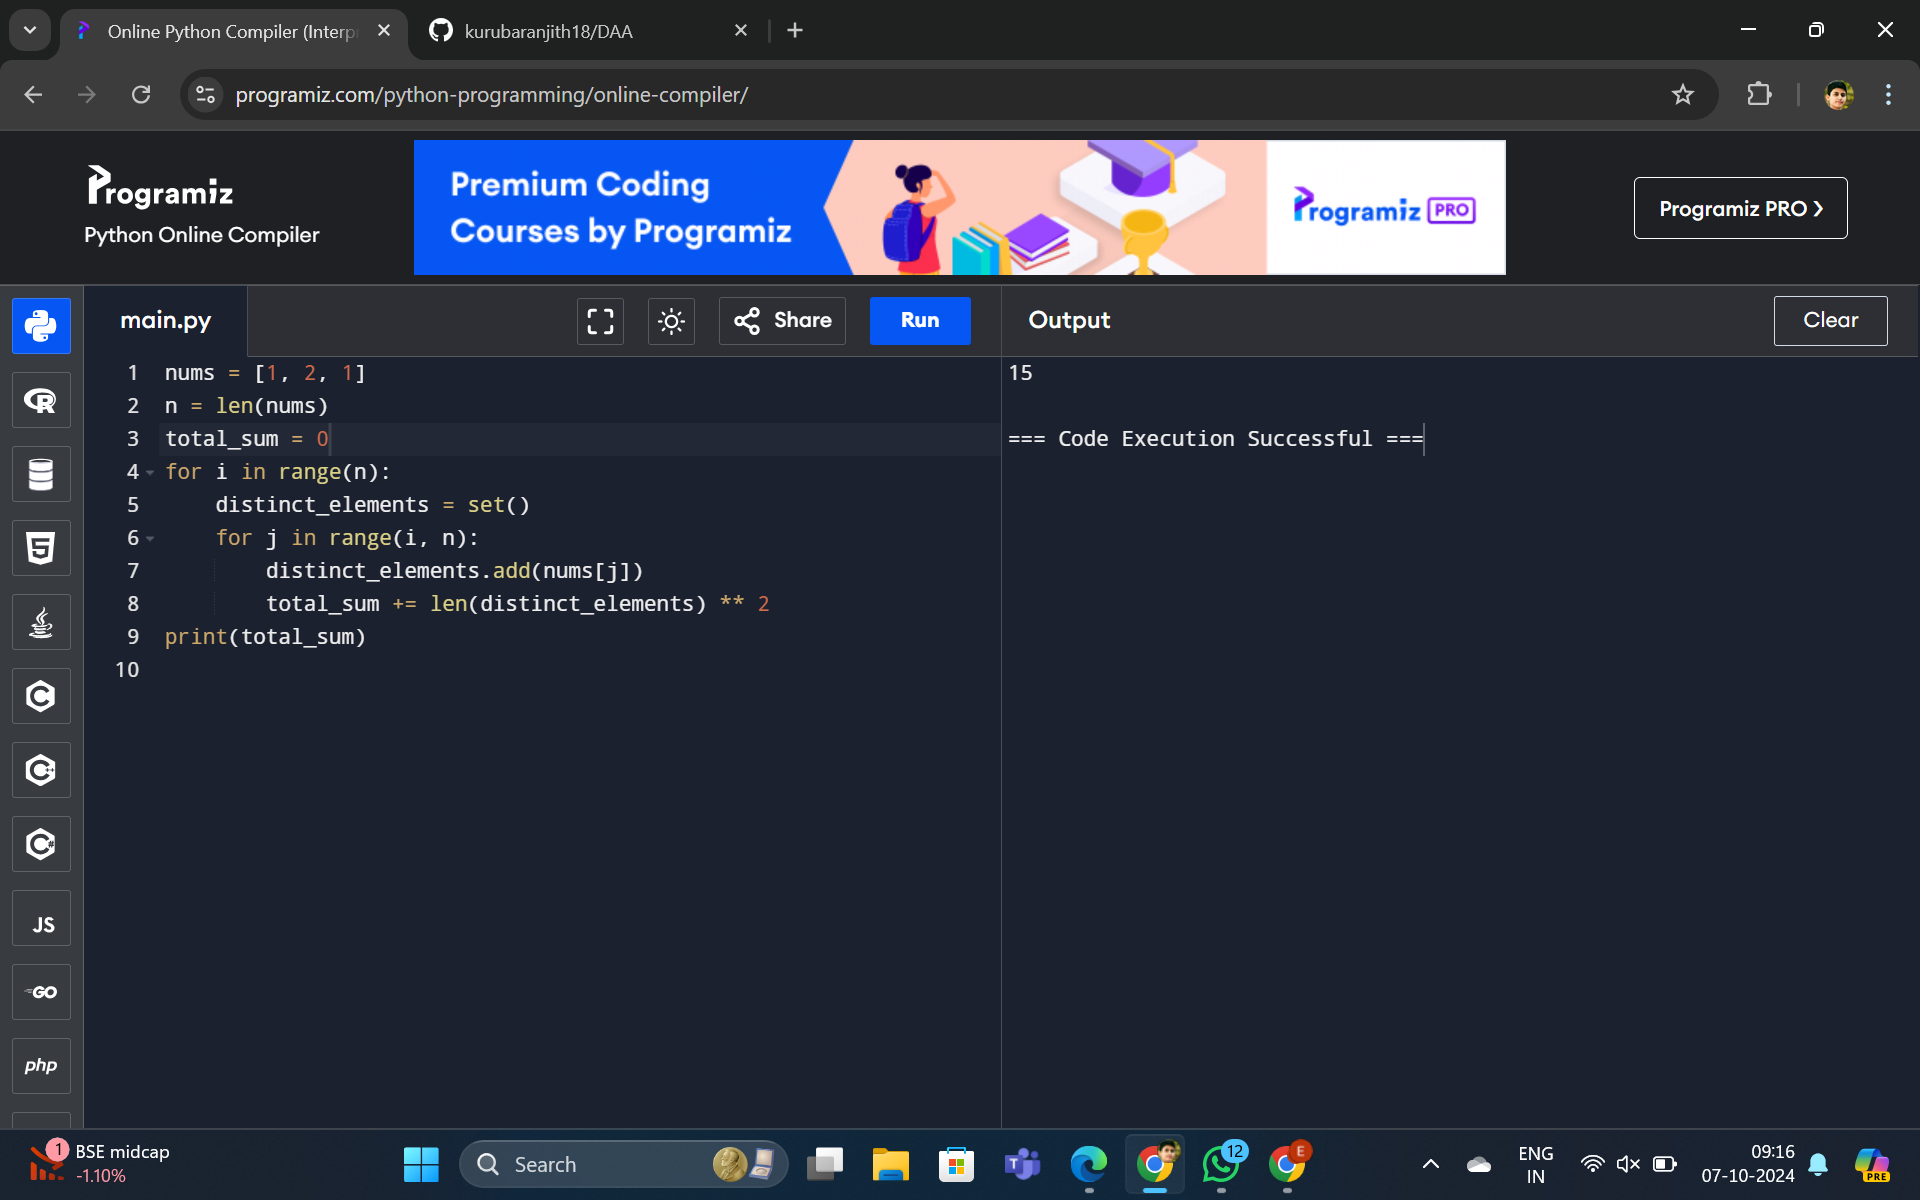 Online Python Compiler (Interp
kurubaranjith18/DAA
programiz.com/python-programming/online-compiler/
Programiz
Python Online Compiler
Premium Coding
Courses by Programiz
Programiz PRO
Programiz PRO ❯
main.py
Share
Run
Output
Clear
1 nums = [1, 2, 1]
2 n = len(nums)
3 total_sum = 0
4 for i in range(n):
5 distinct_elements = set()
6 for j in range(i, n):
7 distinct_elements.add(nums[j])
8 total_sum += len(distinct_elements) ** 2
9 print(total_sum)
10
15
=== Code Execution Successful ===
R
5
C
C++
C#
JS
GO
php
1
BSE midcap
-1.10%
Search
T
12
E
ENG
IN
09:16
07-10-2024
PRE